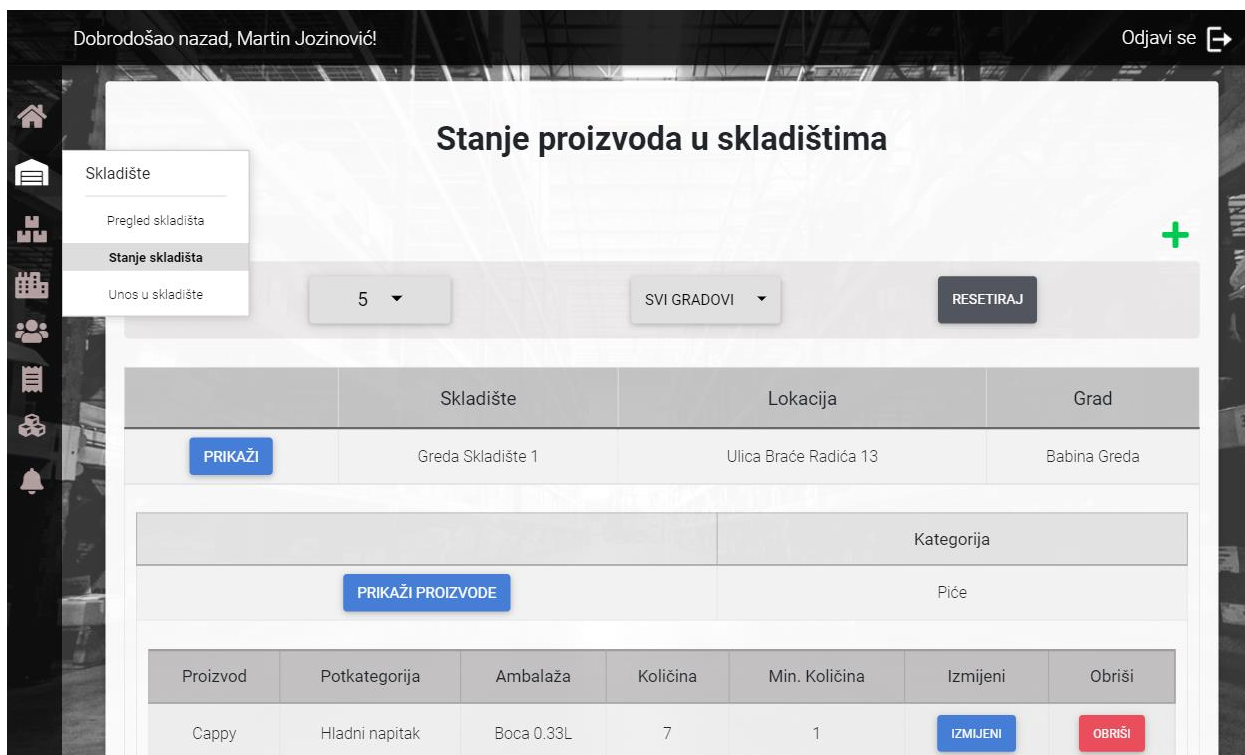 Dobrodošao nazad, Martin Jozinović!
Odjavi se
Stanje proizvoda u skladištima
Skladište
Pregled skladišta
Stanje skladišta
Unos u skladište
5
SVI GRADOVI
RESETIRAJ
Skladište Lokacija Grad
PRIKAŽI Greda Skladište 1 Ulica Braće Radića 13 Babina Greda
Kategorija
PRIKAŽI PROIZVODE Piće
Proizvod Potkategorija Ambalaža Količina Min. Količina Izmijeni Obriši
Cappy Hladni napitak Boca 0.33L 7 1 IZMIJENI OBRIŠI